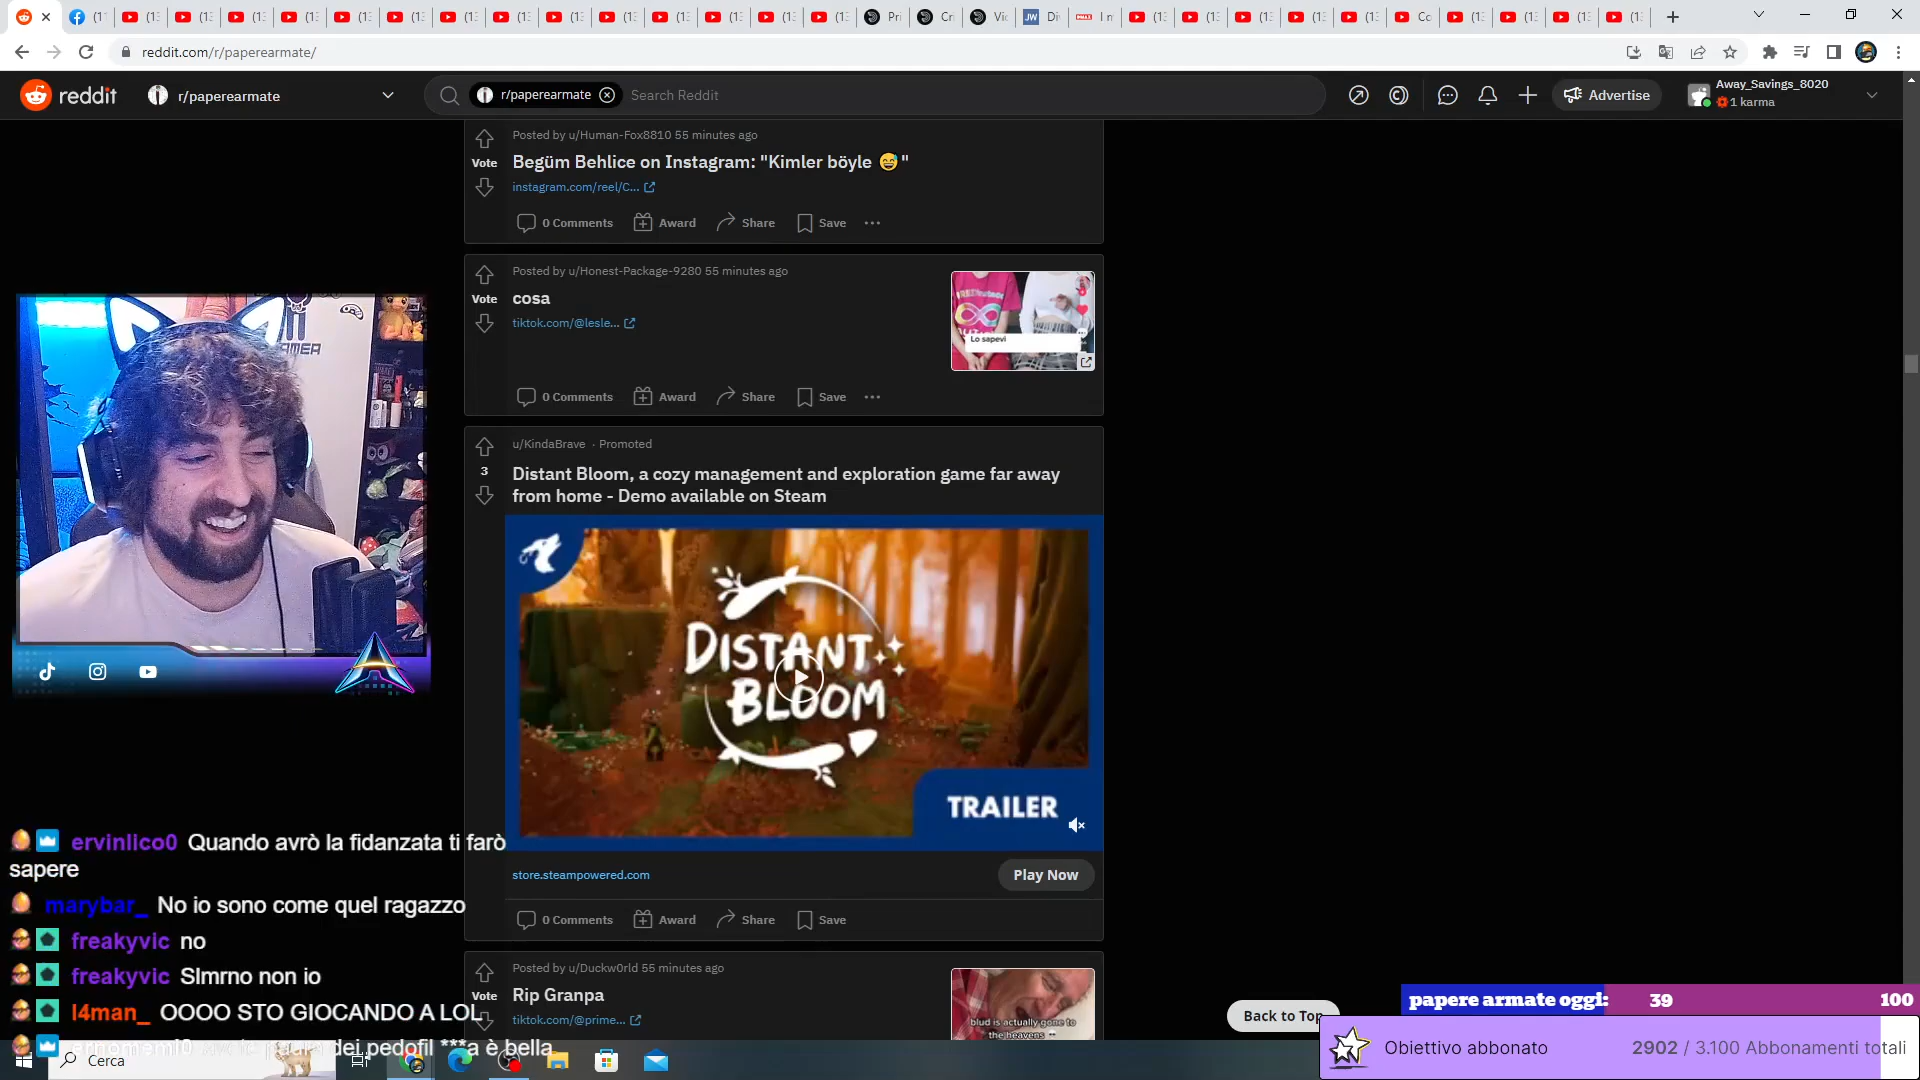 reddit.com/r/paperearmate/
reddit
r/paperearmate
r/paperearmate
Search Reddit
Advertise
Away_Savings_8020
1 karma
Posted by u/Human-Fox8810 55 minutes ago
Vote
Begüm Behlice on Instagram: "Kimler böyle 😅 "
instagram.com/reel/C...
0 Comments
Award
Share
Save
Posted by u/Honest-Package-9280 55 minutes ago
Vote
cosa
tiktok.com/@lesle...
Lo sapevi
0 Comments
Award
Share
Save
u/KindaBrave · Promoted
3
Distant Bloom, a cozy management and exploration game far away
from home - Demo available on Steam
DISTANT
BLOOM
TRAILER
store.steampowered.com
Play Now
0 Comments
Award
Share
Save
Posted by u/Duckw0rld 55 minutes ago
Vote
Rip Granpa
tiktok.com/@prime...
blud is actually gone to
the heavens
Back to Top
ervinlico0 Quando avrò la fidanzata ti farò
sapere
marybar_ No io sono come quel ragazzo
freakyvic no
freakyvic Slmrno non io
l4man_ OOOO STO GIOCANDO A LOL
dei pedofil ***a è bella
Cerca
papere armate oggi: 39 100
Obiettivo abbonato 2902 / 3.100 Abbonamenti totali